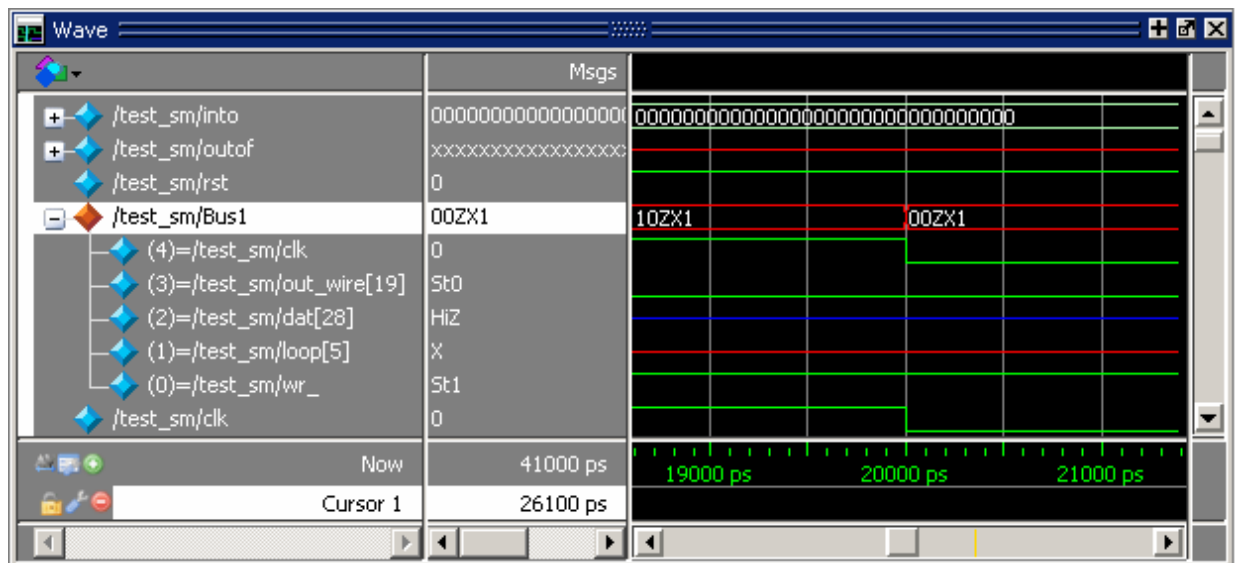 Wave
Msgs
/test_sm/into 0000000000000000 00000000000000000000000000000000
/test_sm/outof xxxxxxxxxxxxxxxxx
/test_sm/rst 0
/test_sm/Bus1 00ZX1 10ZX1 00ZX1
(4)=/test_sm/clk 0
(3)=/test_sm/out_wire[19] St0
(2)=/test_sm/dat[28] HiZ
(1)=/test_sm/loop[5] X
(0)=/test_sm/wr_ St1
/test_sm/clk 0
Now 41000 ps 19000 ps 20000 ps 21000 ps
Cursor 1 26100 ps